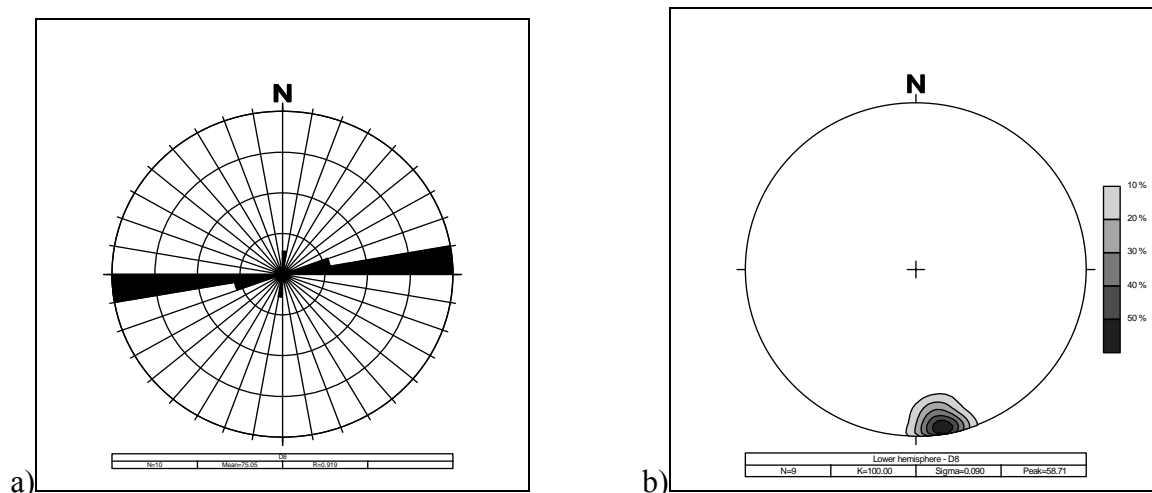 N
D8
N=10 Mean=75.05 R=0.919
a)
N
10 %
20 %
30 %
40 %
50 %
Lower hemisphere - D8
N=9 K=100.00 Sigma=0.090 Peak=58.71
b)